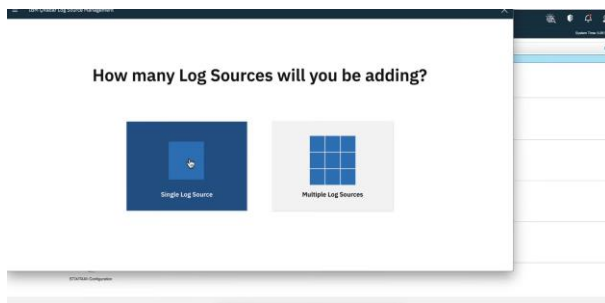 IBM QRadar Log Source Management
How many Log Sources will you be adding?
Single Log Source
Multiple Log Sources